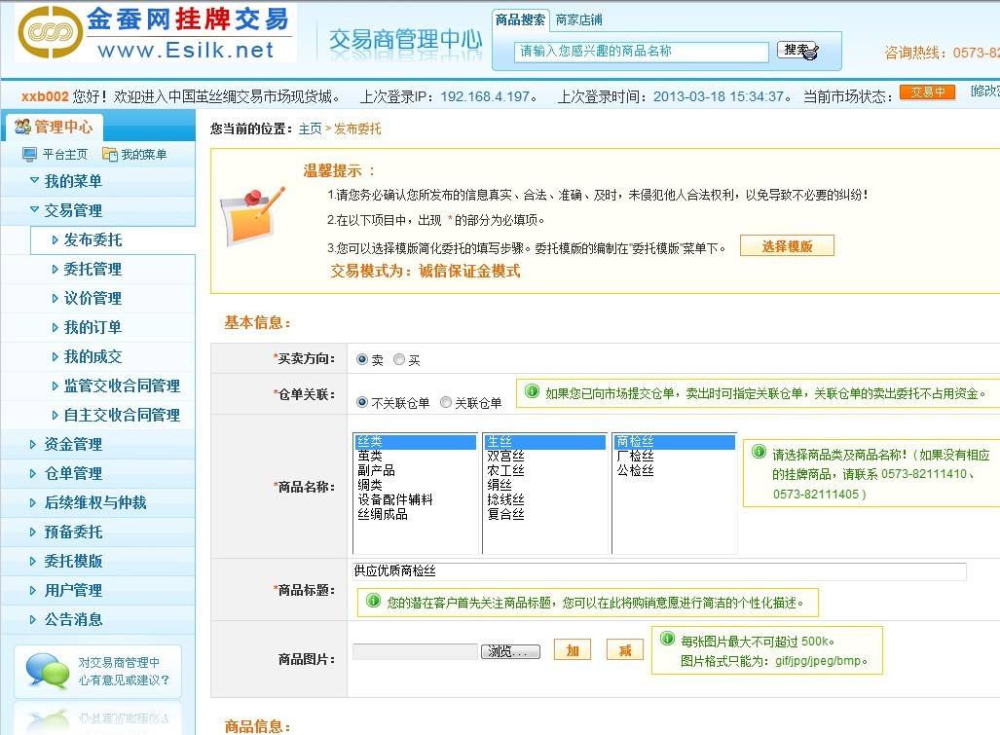 金蚕网挂牌交易
www.Esilk.net
交易商管理中心
商品搜索 商家店铺
请输入您感兴趣的商品名称 搜索
咨询热线：0573-82
xxb002 您好！欢迎进入中国茧丝绸交易市场现货城。 上次登录IP：192.168.4.197。 上次登录时间：2013-03-18 15:34:37。 当前市场状态： 交易中 [修改
管理中心
平台主页 我的菜单
我的菜单
交易管理
发布委托
委托管理
议价管理
我的订单
我的成交
监管交收合同管理
自主交收合同管理
资金管理
仓单管理
后续维权与仲裁
预备委托
委托模版
用户管理
公告消息
对交易商管理中
心有意见或建议？
您当前的位置：主页 > 发布委托
温馨提示 ：
1.请您务必确认您所发布的信息真实、合法、准确、及时，未侵犯他人合法权利，以免导致不必要的纠纷！
2.在以下项目中，出现 *的部分为必填项。
3.您可以选择模版简化委托的填写步骤。委托模版的编制在"委托模版"菜单下。 选择模版
交易模式为：诚信保证金模式
基本信息：
*买卖方向： 卖 买
*仓单关联： 不关联仓单 关联仓单 如果您已向市场提交仓单，卖出时可指定关联仓单，关联仓单的卖出委托不占用资金。
*商品名称：
丝类
茧类
副产品
绸类
设备配件辅料
丝绸成品
生丝
双宫丝
农工丝
绢丝
捻线丝
复合丝
商检丝
厂检丝
公检丝
请选择商品类及商品名称！（如果没有相应
的挂牌商品，请联系 0573-82111410、
0573-82111405 ）
*商品标题： 供应优质商检丝
您的潜在客户首先关注商品标题，您可以在此将购销意愿进行简洁的个性化描述。
商品图片： 浏览... 加 减
每张图片最大不可超过 500k。
图片格式只能为：gif/jpg/jpeg/bmp。
商品信息：